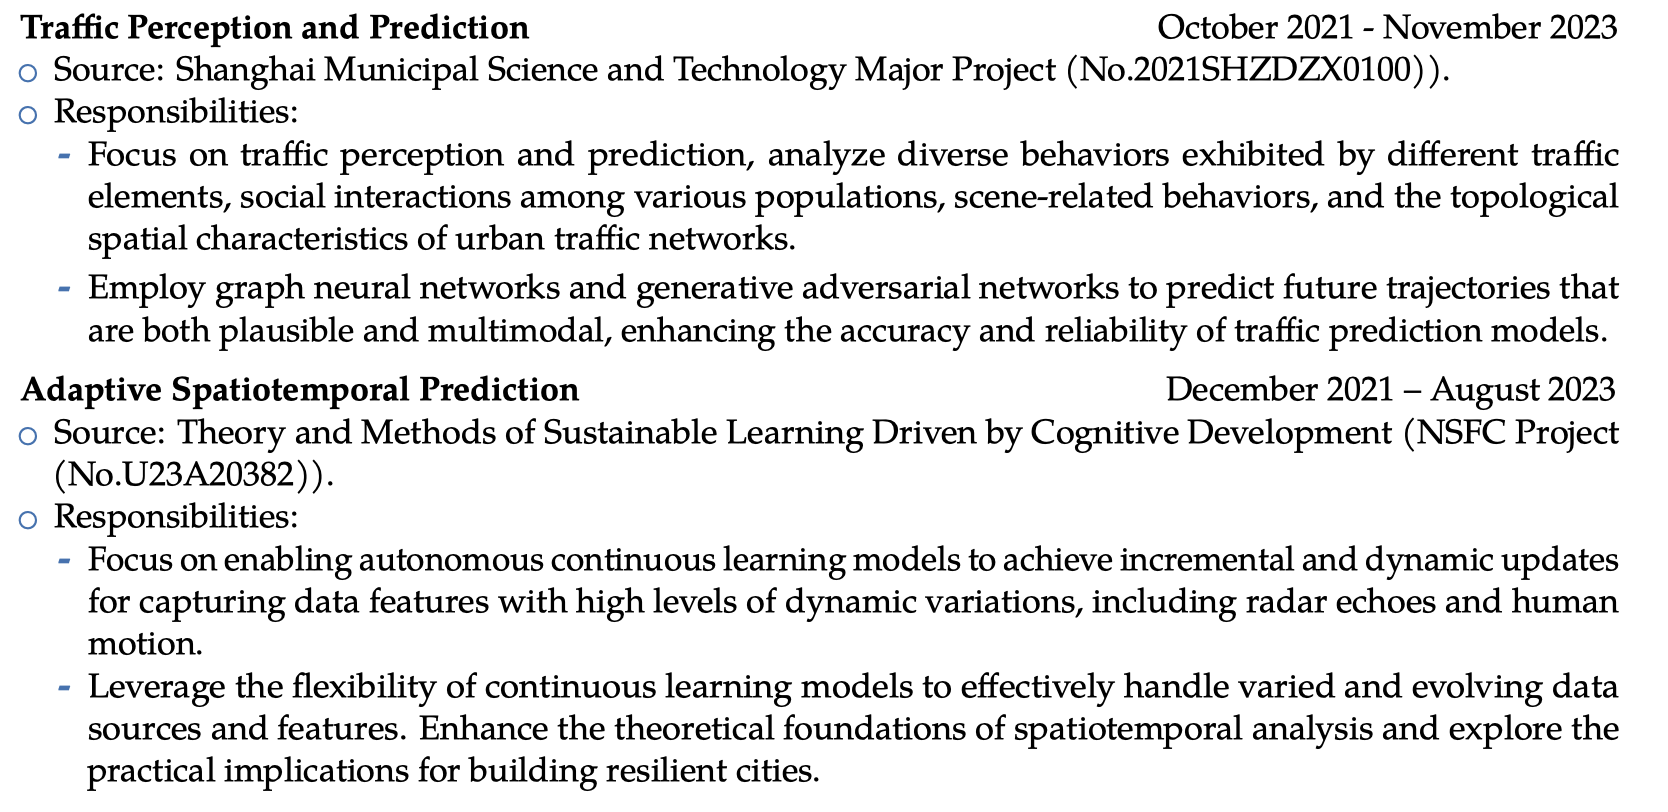 Traffic Perception and Prediction October 2021 - November 2023
○ Source: Shanghai Municipal Science and Technology Major Project (No.2021SHZDZX0100)).
○ Responsibilities:
- Focus on traffic perception and prediction, analyze diverse behaviors exhibited by different traffic
elements, social interactions among various populations, scene-related behaviors, and the topological
spatial characteristics of urban traffic networks.
- Employ graph neural networks and generative adversarial networks to predict future trajectories that
are both plausible and multimodal, enhancing the accuracy and reliability of traffic prediction models.
Adaptive Spatiotemporal Prediction December 2021 – August 2023
○ Source: Theory and Methods of Sustainable Learning Driven by Cognitive Development (NSFC Project
(No.U23A20382)).
○ Responsibilities:
- Focus on enabling autonomous continuous learning models to achieve incremental and dynamic updates
for capturing data features with high levels of dynamic variations, including radar echoes and human
motion.
- Leverage the flexibility of continuous learning models to effectively handle varied and evolving data
sources and features. Enhance the theoretical foundations of spatiotemporal analysis and explore the
practical implications for building resilient cities.